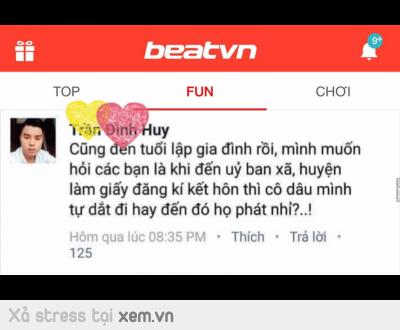 beatvn
9+
TOP
FUN
CHƠI
Trần Đình Huy
Cũng đến tuổi lập gia đình rồi, mình muốn
hỏi các bạn là khi đến uỷ ban xã, huyện
làm giấy đăng kí kết hôn thì cô dâu mình
tự dắt đi hay đến đó họ phát nhỉ?..!
Hôm qua lúc 08:35 PM • Thích • Trả lời •
125
Xả stress tại xem.vn